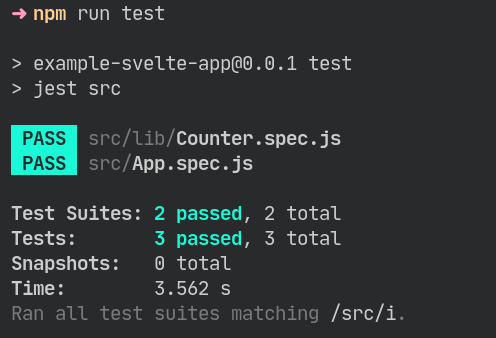 ➜ npm run test
> example-svelte-app@0.0.1 test
> jest src
PASS src/lib/Counter.spec.js
PASS src/App.spec.js
Test Suites: 2 passed, 2 total
Tests:       3 passed, 3 total
Snapshots:   0 total
Time:        3.562 s
Ran all test suites matching /src/i.